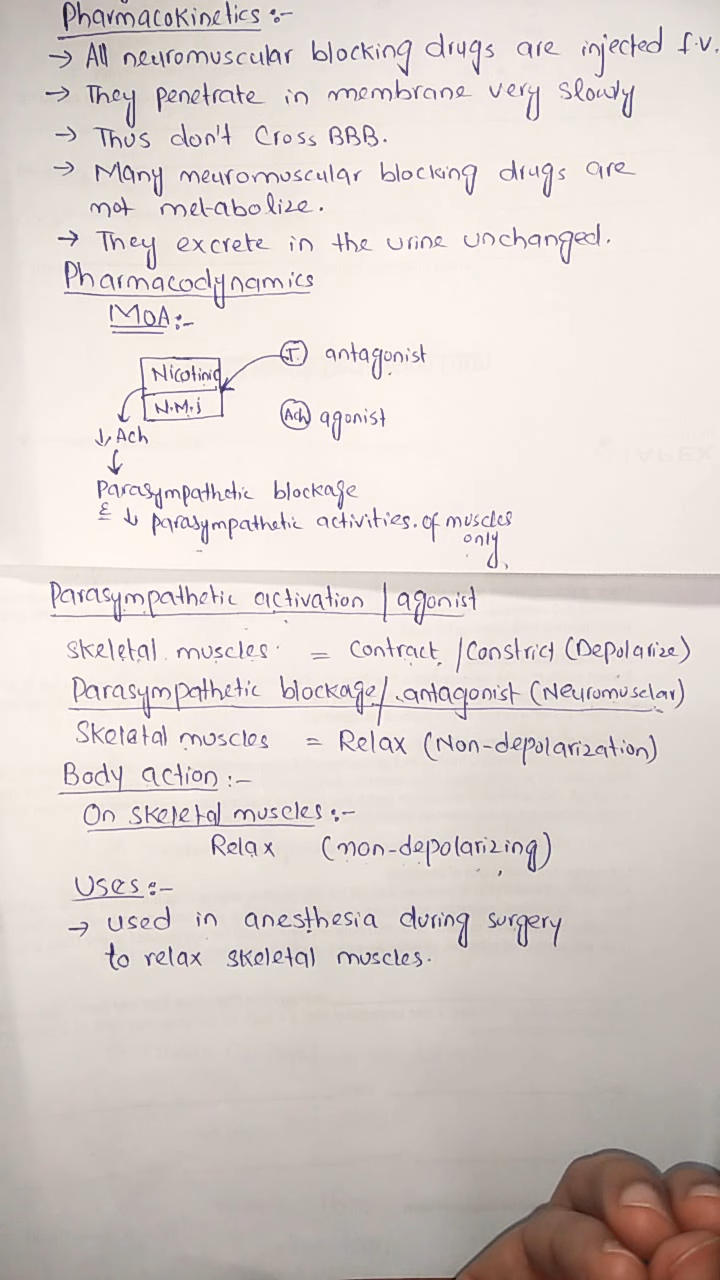 Pharmacokinetics :-
→ All neuromuscular blocking drugs are injected I.V.
→ They penetrate in membrane very slowly
→ Thus don't Cross BBB.
→ Many neuromuscular blocking drugs are
not metabolize.
→ They excrete in the urine unchanged.
Pharmacodynamics
MOA:-
T. antagonist
Nicotinic
N.M.j
Ach agonist
↓ Ach
↓
Parasympathetic blockage
& ↓ parasympathetic activities. of muscles
only.
Parasympathetic activation / agonist
Skeletal muscles = Contract / Constrict (Depolarize)
Parasympathetic blockage / antagonist (Neuromusclar)
Skeletal muscles = Relax (Non-depolarization)
Body action :-
On skeletal muscles :-
Relax (non-depolarizing)
Uses :-
→ used in anesthesia during surgery
to relax skeletal muscles.